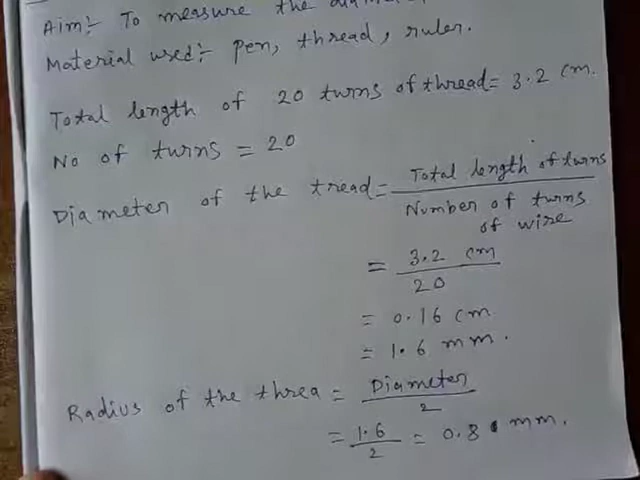 Aim:- To measure the
Material used:- pen, thread, ruler.
Total length of 20 turns of thread = 3.2 cm.
No of turns = 20
Diameter of the tread = Total length of turns
Number of turns
of wire
= 3.2 cm
20
= 0.16 cm
= 1.6 mm.
Radius of the threa = Diameter
2
= 1.6
2
= 0.8 mm.